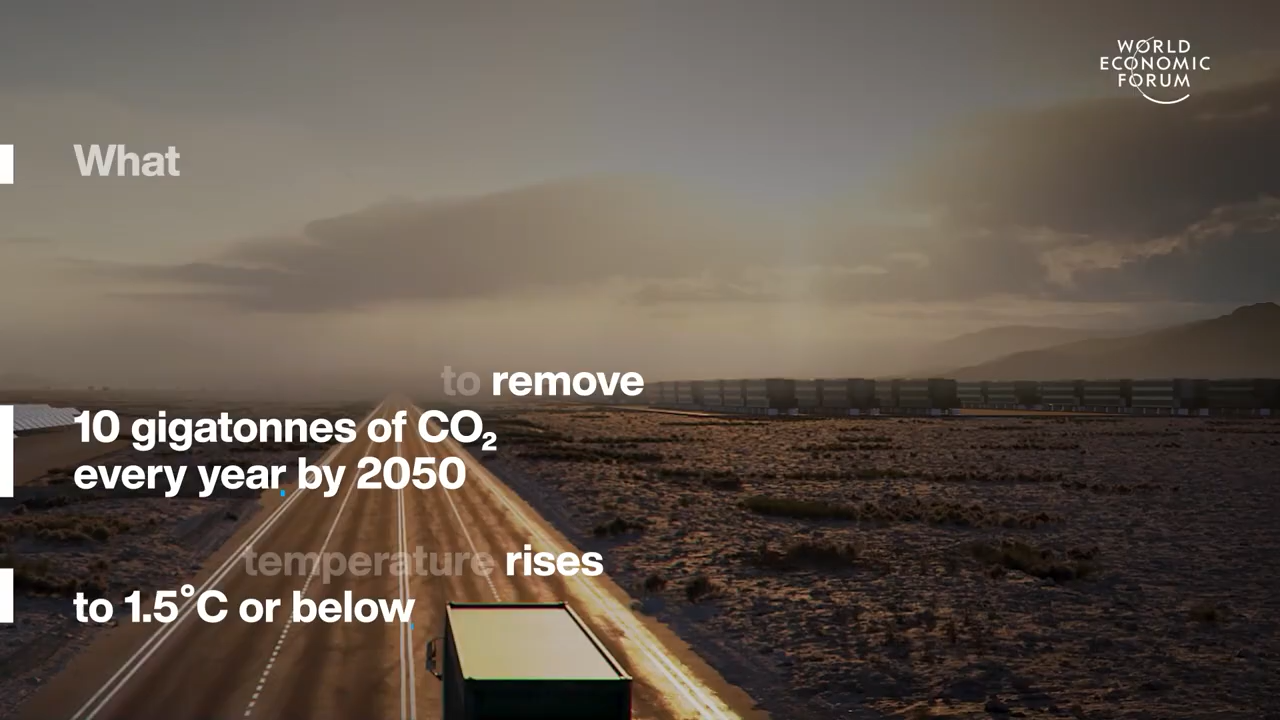 WORLD
ECONOMIC
FORUM
What
to remove
10 gigatonnes of CO₂
every year by 2050
temperature rises
to 1.5°C or below